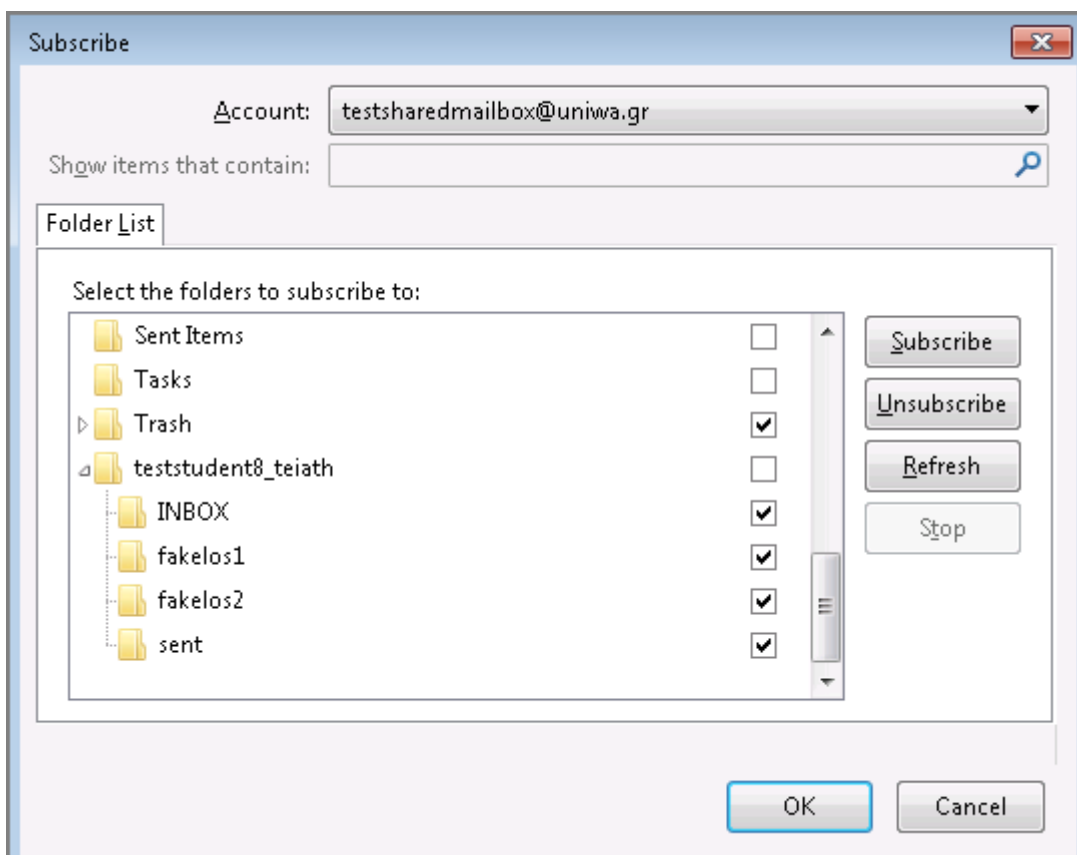 Subscribe
Account: testsharedmailbox@uniwa.gr
Show items that contain:
Folder List
Select the folders to subscribe to:
Sent Items
Tasks
Trash
teststudent8_teiath
INBOX
fakelos1
fakelos2
sent
Subscribe
Unsubscribe
Refresh
Stop
OK
Cancel